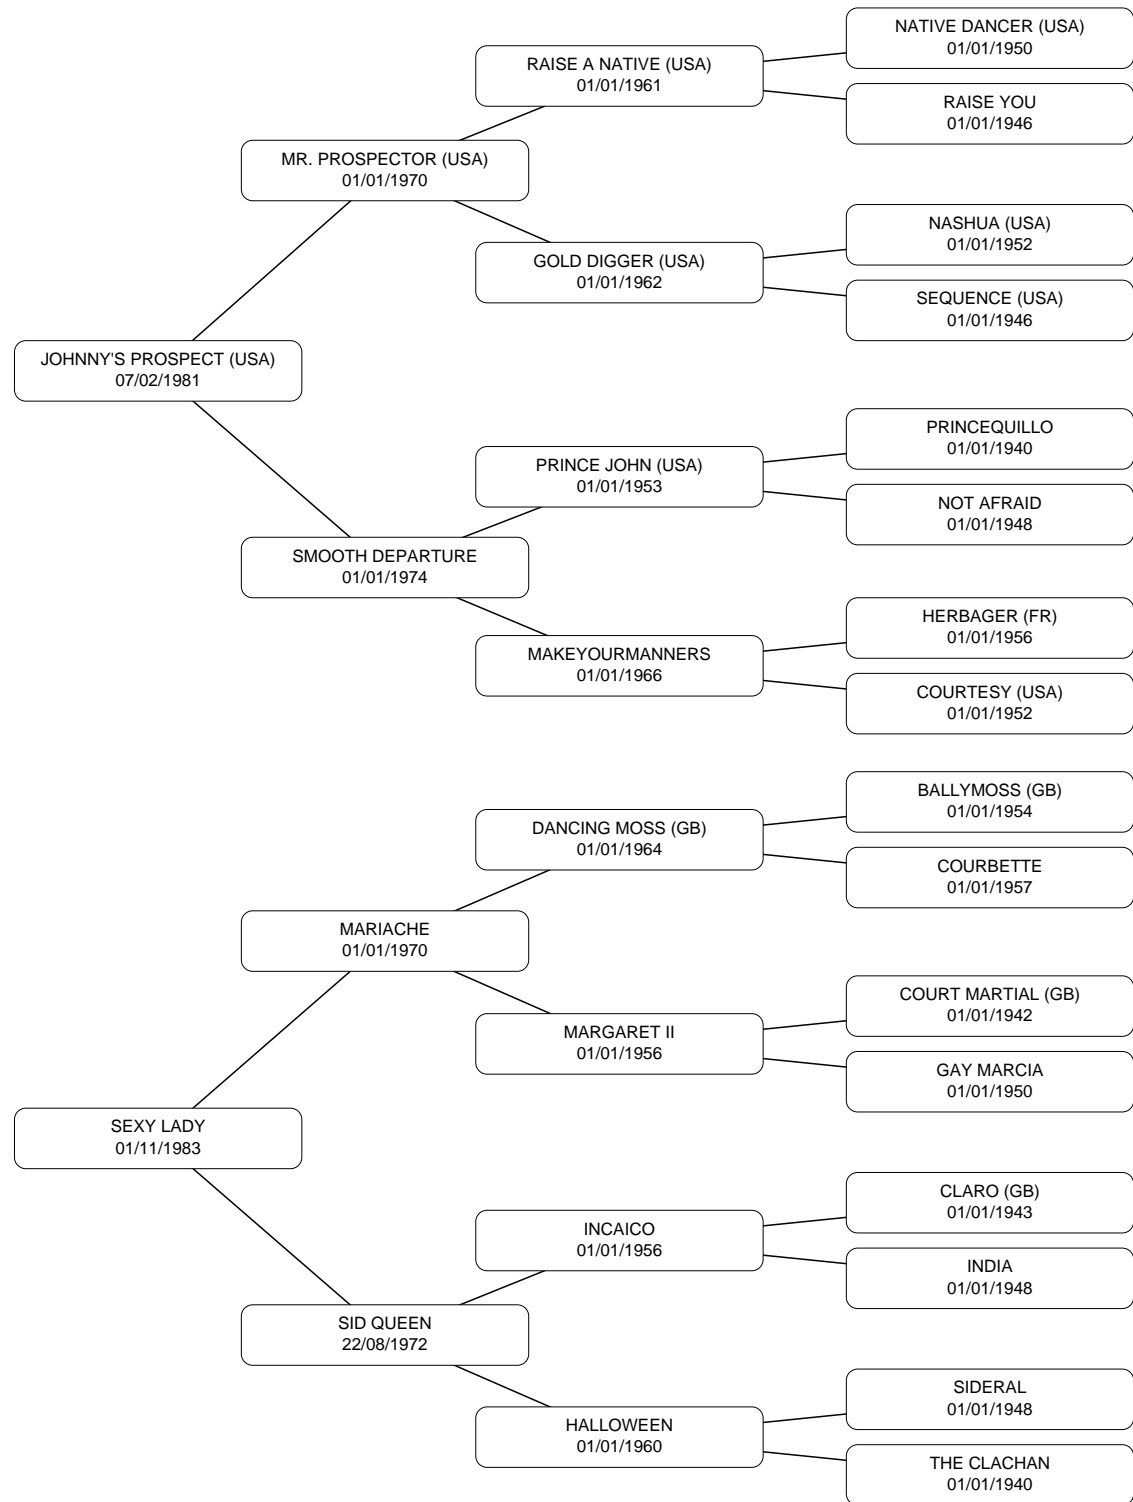 NATIVE DANCER (USA)
01/01/1950
RAISE A NATIVE (USA)
01/01/1961
RAISE YOU
01/01/1946
MR. PROSPECTOR (USA)
01/01/1970
NASHUA (USA)
01/01/1952
GOLD DIGGER (USA)
01/01/1962
SEQUENCE (USA)
01/01/1946
JOHNNY'S PROSPECT (USA)
07/02/1981
PRINCEQUILLO
01/01/1940
PRINCE JOHN (USA)
01/01/1953
NOT AFRAID
01/01/1948
SMOOTH DEPARTURE
01/01/1974
HERBAGER (FR)
01/01/1956
MAKEYOURMANNERS
01/01/1966
COURTESY (USA)
01/01/1952
BALLYMOSS (GB)
01/01/1954
DANCING MOSS (GB)
01/01/1964
COURBETTE
01/01/1957
MARIACHE
01/01/1970
COURT MARTIAL (GB)
01/01/1942
MARGARET II
01/01/1956
GAY MARCIA
01/01/1950
SEXY LADY
01/11/1983
CLARO (GB)
01/01/1943
INCAICO
01/01/1956
INDIA
01/01/1948
SID QUEEN
22/08/1972
SIDERAL
01/01/1948
HALLOWEEN
01/01/1960
THE CLACHAN
01/01/1940